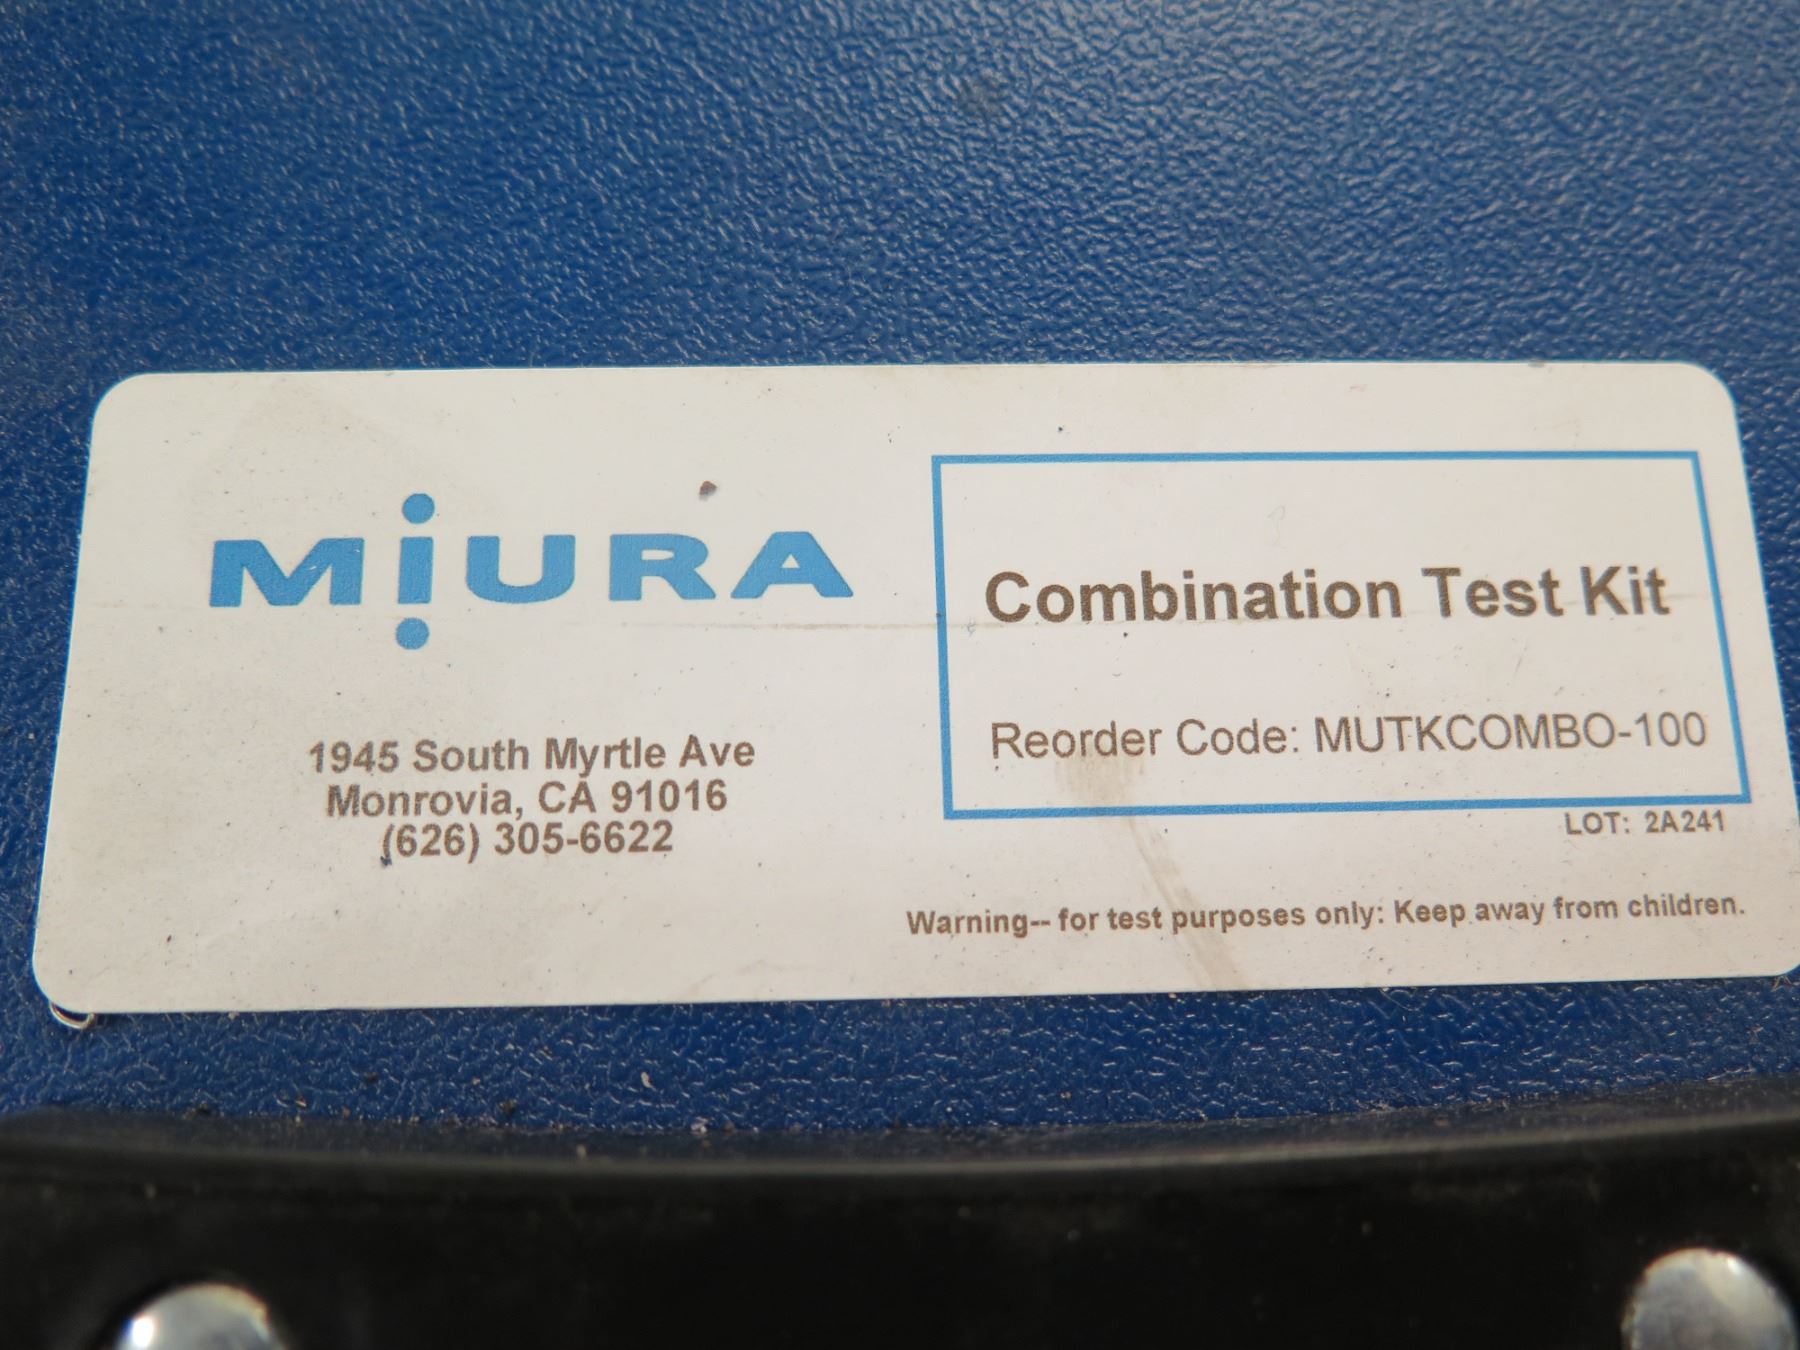 MiURA
1945 South Myrtle Ave
Monrovia, CA 91016
(626) 305-6622
Combination Test Kit
Reorder Code: MUTKCOMBO-100
LOT: 2A241
Warning-- for test purposes only: Keep away from children.